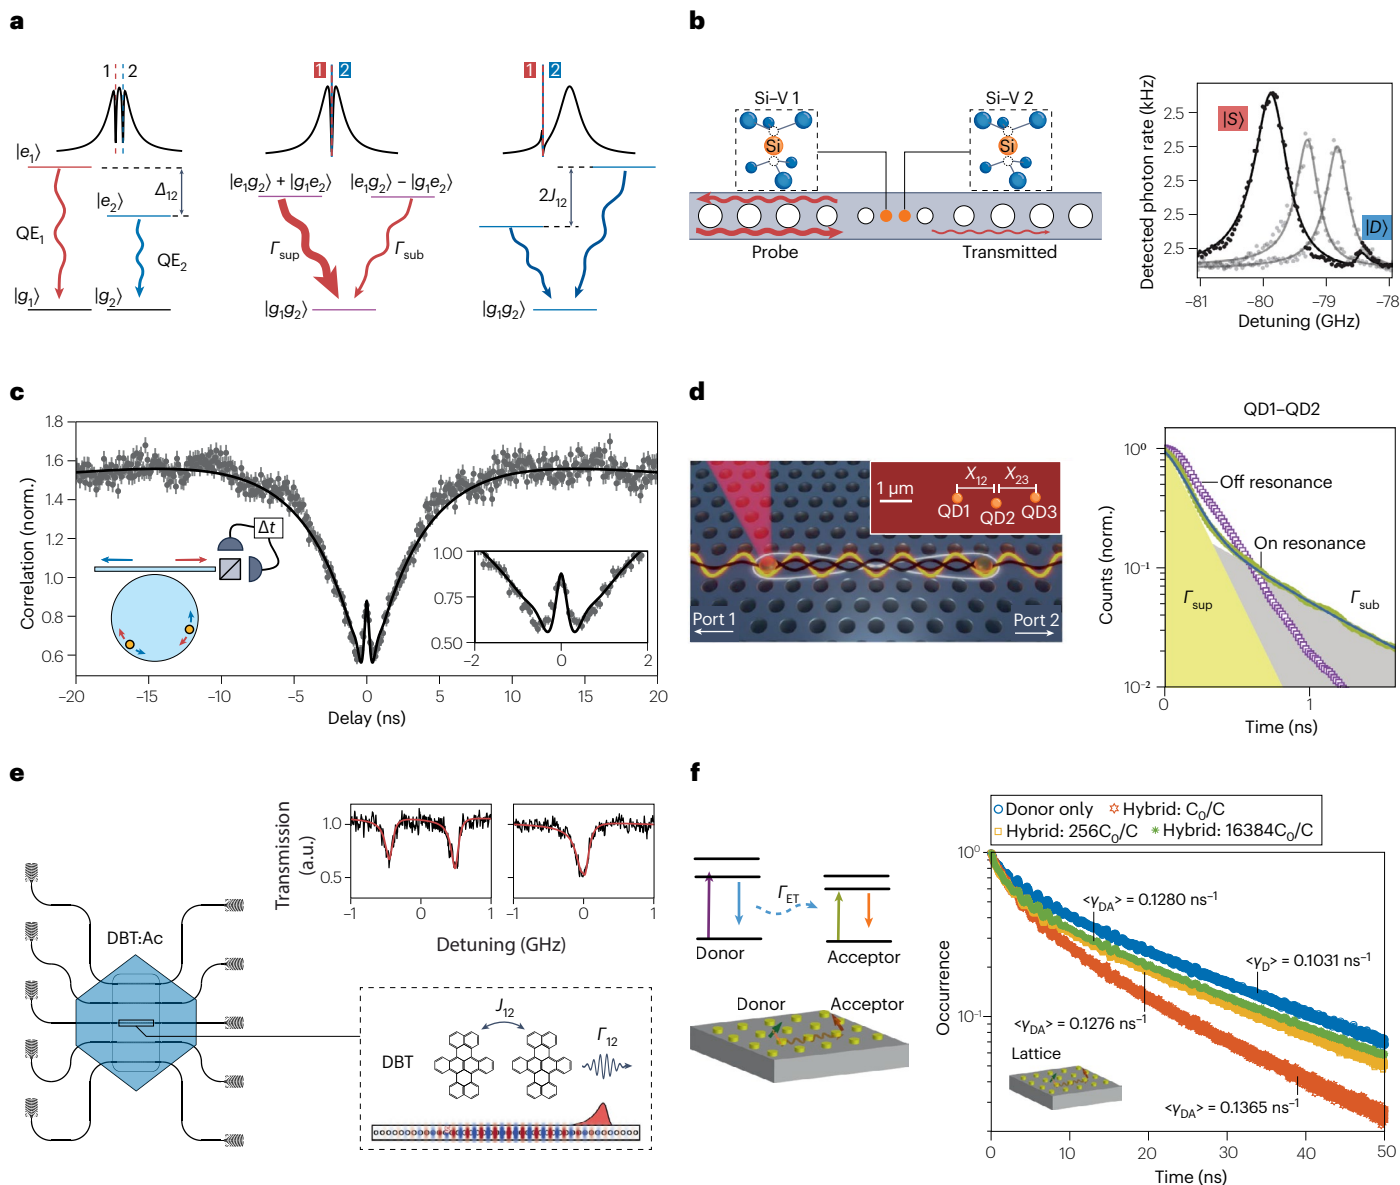 a
1 2
|e₁⟩
|e₂⟩
Δ₁₂
QE₁
QE₂
|g₁⟩
|g₂⟩
1 2
|e₁g₂⟩ + |g₁e₂⟩
|e₁g₂⟩ − |g₁e₂⟩
Γsup
Γsub
|g₁g₂⟩
1 2
2J₁₂
|g₁g₂⟩
b
Si–V 1
Si
Si–V 2
Si
Probe
Transmitted
Detected photon rate (kHz)
2.5
2.5
2.5
2.5
|S⟩
|D⟩
–81 –80 –79 –78
Detuning (GHz)
c
Correlation (norm.)
1.8
1.6
1.4
1.2
1.0
0.8
0.6
Δt
1.00
0.75
0.50
–2 0 2
–20 –15 –10 –5 0 5 10 15 20
Delay (ns)
d
1 μm
X₁₂ X₂₃
QD1 QD2 QD3
Port 1
Port 2
QD1–QD2
Counts (norm.)
10⁰
10⁻¹
10⁻²
Off resonance
On resonance
Γsup
Γsub
0 1
Time (ns)
e
DBT:Ac
Transmission
(a.u.)
1.0
0.5
–1 0 1
–1 0 1
Detuning (GHz)
J₁₂
DBT
Γ₁₂
f
Donor
Γ_ET
Acceptor
Donor
Acceptor
Donor only Hybrid: C₀/C
Hybrid: 256C₀/C Hybrid: 16384C₀/C
Occurrence
10⁰
10⁻¹
<γ_DA> = 0.1280 ns⁻¹
<γ_D> = 0.1031 ns⁻¹
<γ_DA> = 0.1276 ns⁻¹
Lattice
<γ_DA> = 0.1365 ns⁻¹
0 10 20 30 40 50
Time (ns)